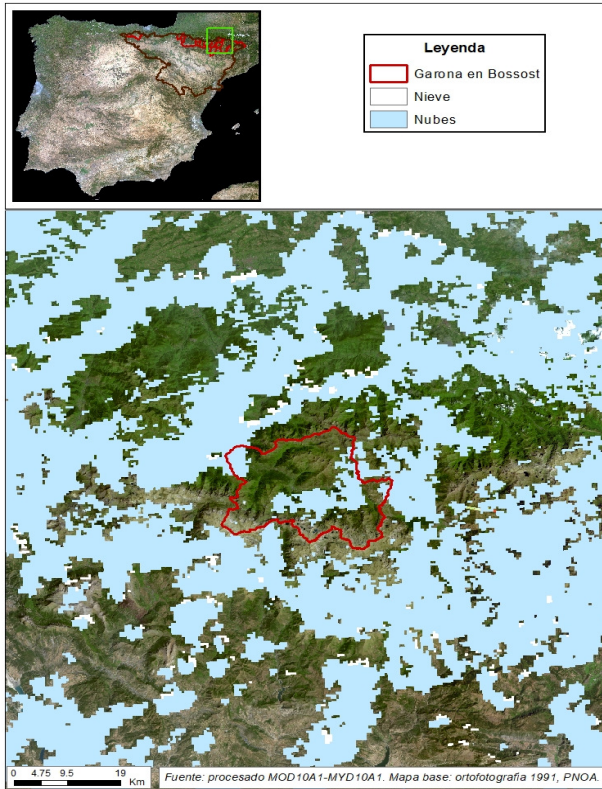 Leyenda
Garona en Bossost
Nieve
Nubes
0 4.75 9.5 19
Km
Fuente: procesado MOD10A1-MYD10A1. Mapa base: ortofotografia 1991, PNOA.